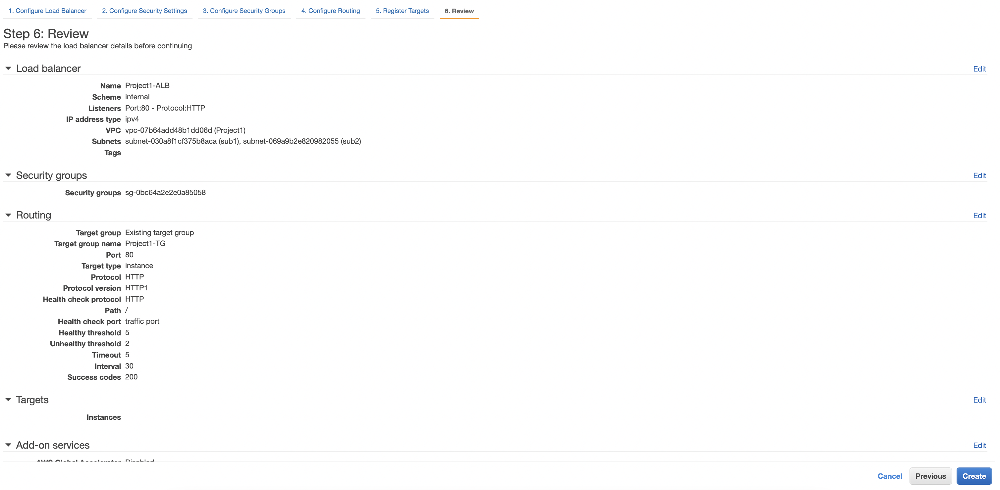 1. Configure Load Balancer 2. Configure Security Settings 3. Configure Security Groups 4. Configure Routing 5. Register Targets 6. Review
Step 6: Review
Please review the load balancer details before continuing
Load balancer Edit
Name Project1-ALB
Scheme internal
Listeners Port:80 - Protocol:HTTP
IP address type ipv4
VPC vpc-07b64add48b1dd06d (Project1)
Subnets subnet-030a8f1cf375b8aca (sub1), subnet-069a9b2e820982055 (sub2)
Tags
Security groups Edit
Security groups sg-0bc64a2e2e0a85058
Routing Edit
Target group Existing target group
Target group name Project1-TG
Port 80
Target type instance
Protocol HTTP
Protocol version HTTP1
Health check protocol HTTP
Path /
Health check port traffic port
Healthy threshold 5
Unhealthy threshold 2
Timeout 5
Interval 30
Success codes 200
Targets Edit
Instances
Add-on services Edit
AWS Global Accelerator Disabled
Cancel Previous Create